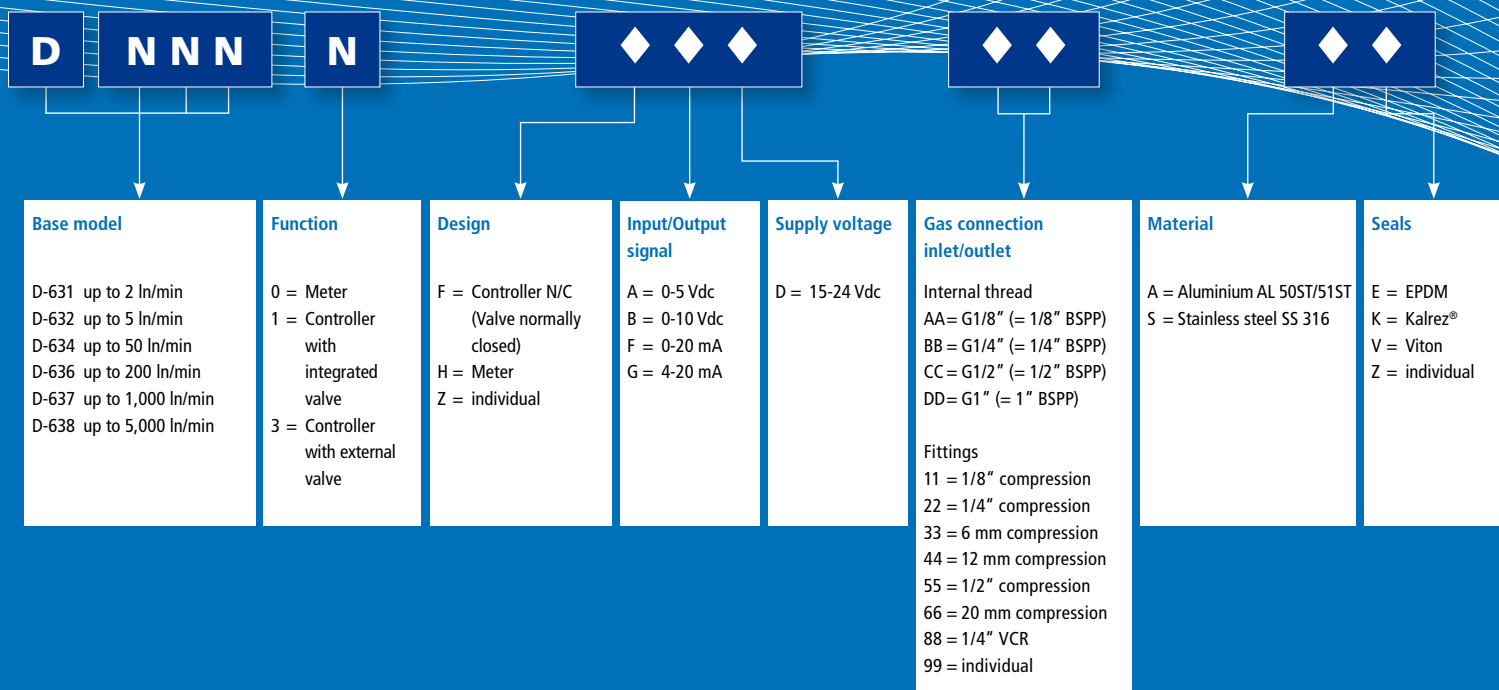 D NNN N ♦♦♦ ♦♦ ♦♦
Base model
D-631 up to 2 ln/min
D-632 up to 5 ln/min
D-634 up to 50 ln/min
D-636 up to 200 ln/min
D-637 up to 1,000 ln/min
D-638 up to 5,000 ln/min
Function
0 = Meter
1 = Controller
with
integrated
valve
3 = Controller
with external
valve
Design
F = Controller N/C
(Valve normally
closed)
H = Meter
Z = individual
Input/Output
signal
A = 0-5 Vdc
B = 0-10 Vdc
F = 0-20 mA
G = 4-20 mA
Supply voltage
D = 15-24 Vdc
Gas connection
inlet/outlet
Internal thread
AA= G1/8” (= 1/8” BSPP)
BB = G1/4” (= 1/4” BSPP)
CC = G1/2” (= 1/2” BSPP)
DD= G1” (= 1” BSPP)
Fittings
11 = 1/8“ compression
22 = 1/4“ compression
33 = 6 mm compression
44 = 12 mm compression
55 = 1/2“ compression
66 = 20 mm compression
88 = 1/4“ VCR
99 = individual
Material
A = Aluminium AL 50ST/51ST
S = Stainless steel SS 316
Seals
E = EPDM
K = Kalrez®
V = Viton
Z = individual